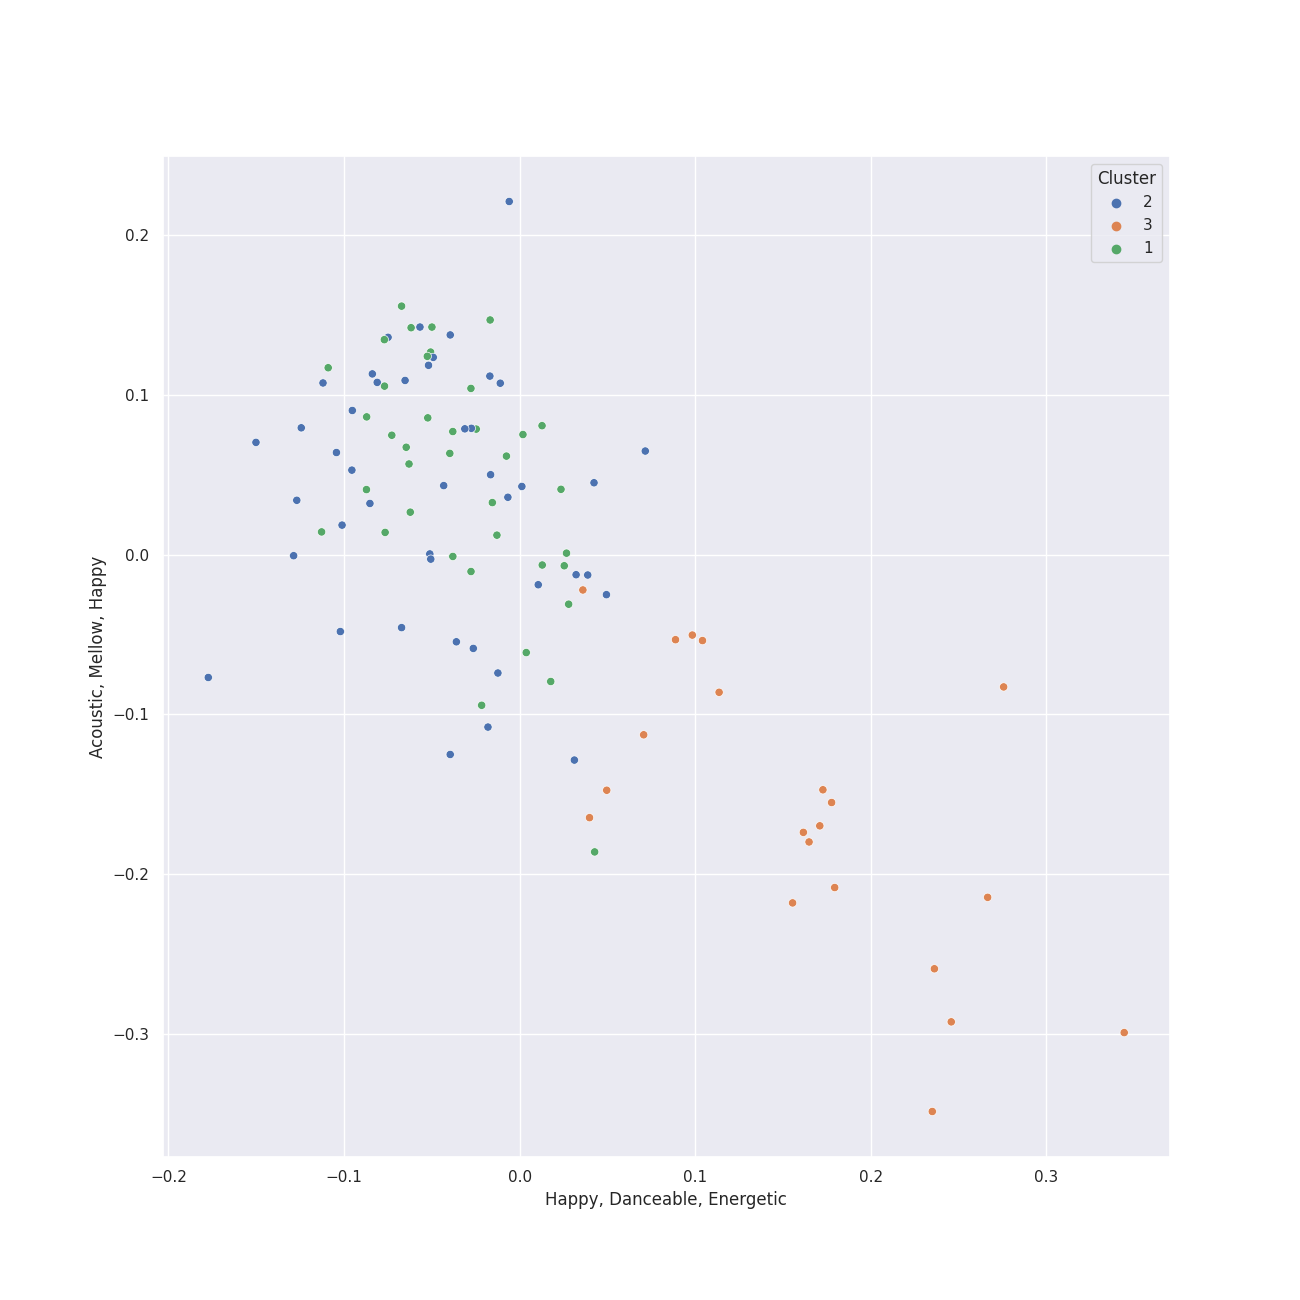 Cluster
2
3
1
0.2
0.1
0.0
−0.1
−0.2
−0.3
Acoustic, Mellow, Happy
−0.2 −0.1 0.0 0.1 0.2 0.3
Happy, Danceable, Energetic